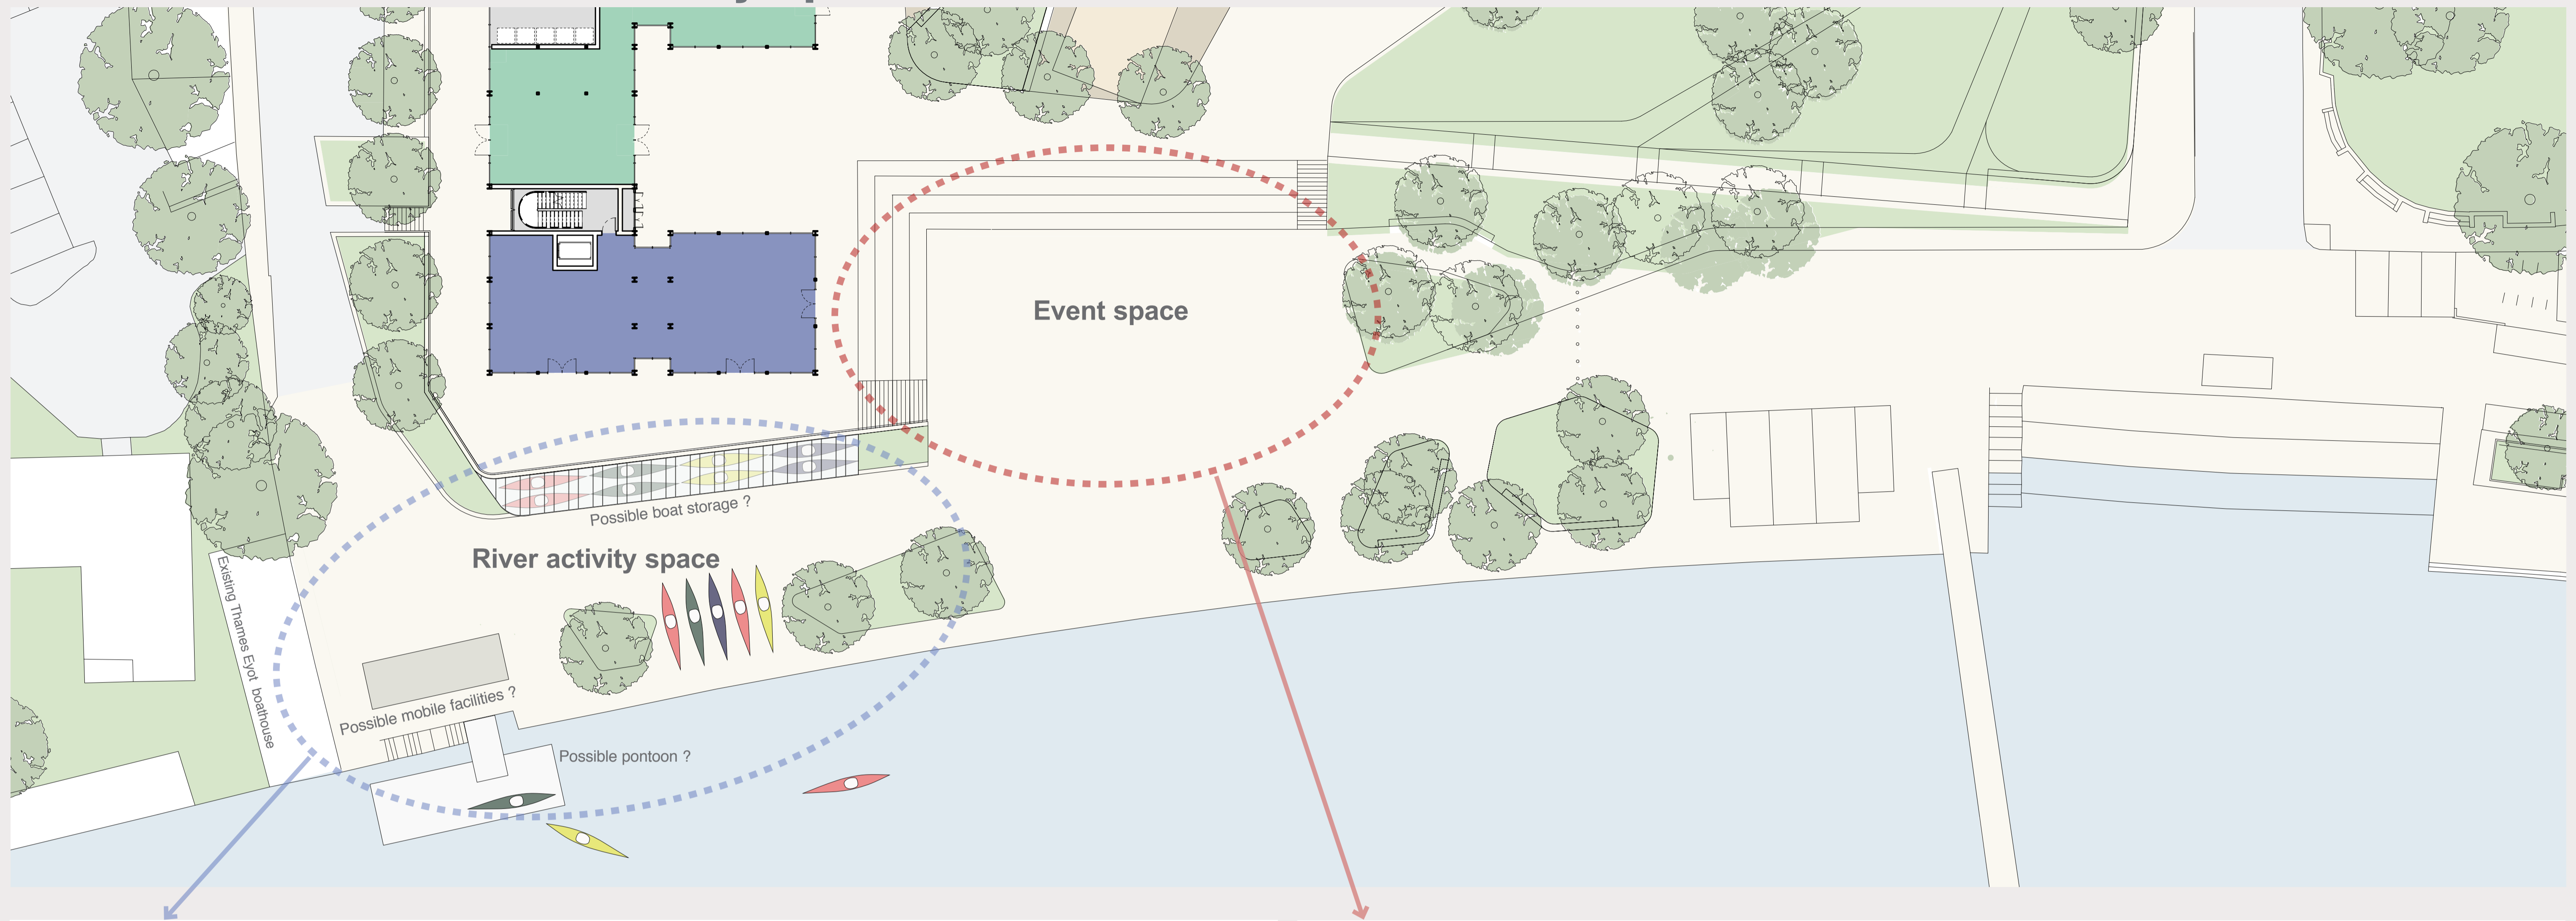 Event space
Possible boat storage ?
River activity space
Existing Thames Eyot boathouse
Possible mobile facilities ?
Possible pontoon ?